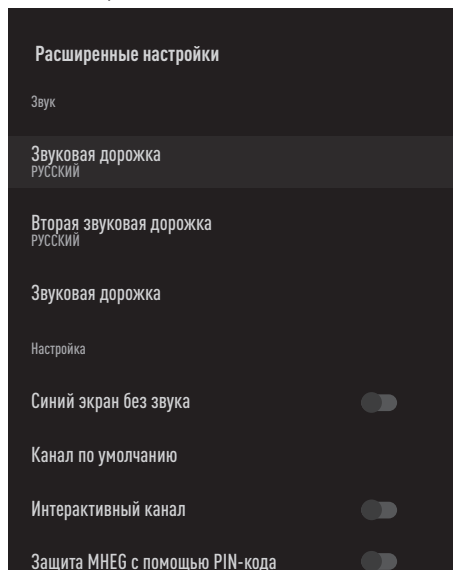 Расширенные настройки
Звук
Звуковая дорожка
РУССКИЙ
Вторая звуковая дорожка
РУССКИЙ
Звуковая дорожка
Настройка
Синий экран без звука
Канал по умолчанию
Интерактивный канал
Защита MHEG с помощью PIN-кода